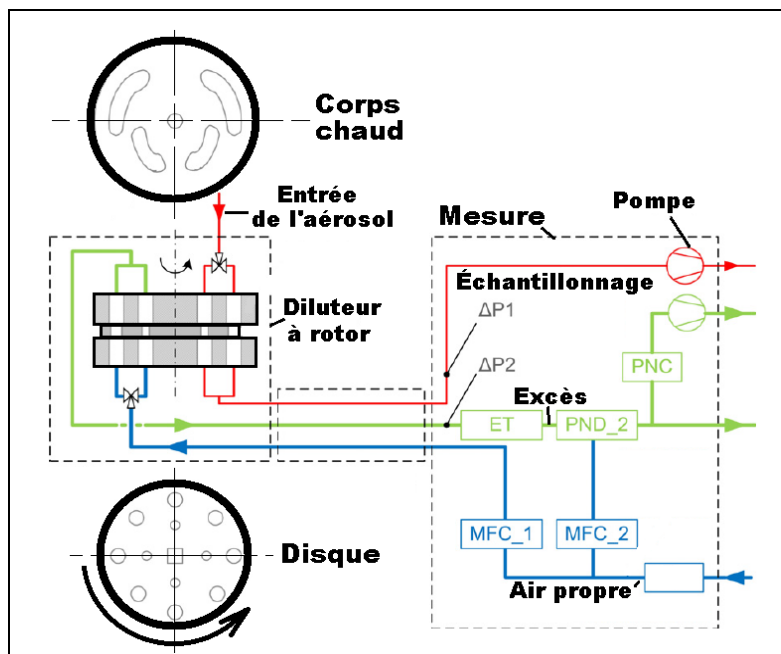 Corps
chaud
Entrée
de l'aérosol
Mesure
Pompe
Échantillonnage
Diluteur
à rotor
ΔP1
ΔP2
PNC
Excès
ET
PND_2
MFC_1
MFC_2
Disque
Air propre